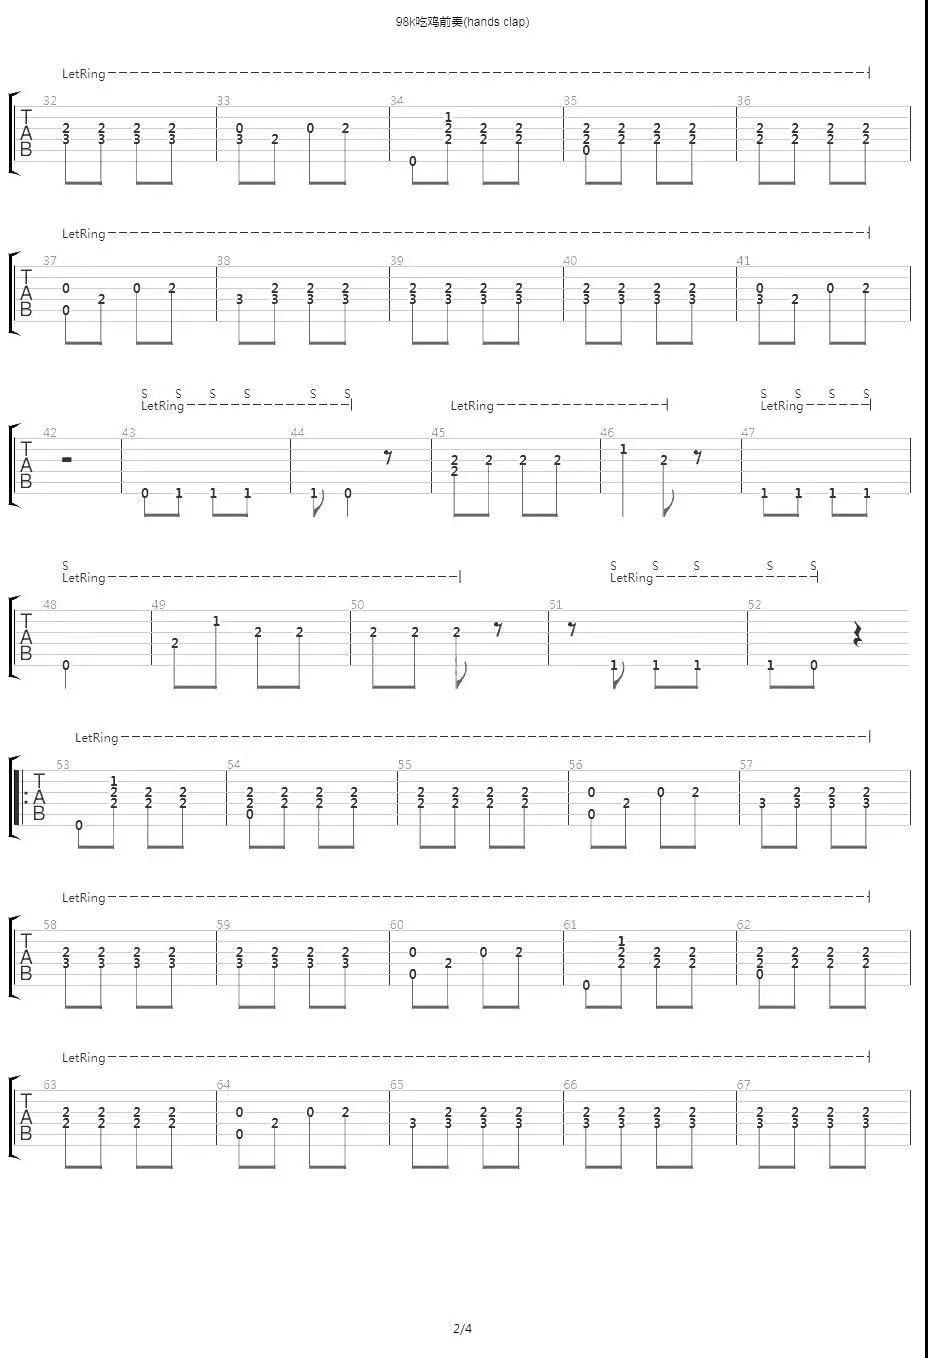 98k吃鸡前奏(hands clap)
LetRing
T A B
32 33 34 35 36
1
2 2 2 2 0 0 2 2 2 2 2 2 2 2 2 2 2 2
3 3 3 3 3 2 2 2 2 2 2 2 2 2 2 2 2
0
0
LetRing
T A B
37 38 39 40 41
0 0 2 2 2 2 2 2 2 2 2 2 2 2 0 0 2
2 3 3 3 3 3 3 3 3 3 3 3 3 3 2
0
S S S S S S S S S S
LetRing LetRing LetRing
T A B
42 43 44 45 46 47
1
2 2 2 2 2
2
0 1 1 1 1 0 1 1 1 1
S S S S S S
LetRing LetRing
T A B
48 49 50 51 52
1
2 2 2 2 2
2
0 1 1 1 1 0
LetRing
T A B
53 54 55 56 57
1
2 2 2 2 2 2 2 2 2 2 2 0 0 2 2 2 2
2 2 2 2 2 2 2 2 2 2 2 2 3 3 3 3
0 0
0
LetRing
T A B
58 59 60 61 62
1
2 2 2 2 2 2 2 2 0 0 2 2 2 2 2 2 2 2
3 3 3 3 3 3 3 3 2 2 2 2 2 2 2 2
0 0
0
LetRing
T A B
63 64 65 66 67
2 2 2 2 0 0 2 2 2 2 2 2 2 2 2 2 2 2
2 2 2 2 2 3 3 3 3 3 3 3 3 3 3 3 3
0
2/4